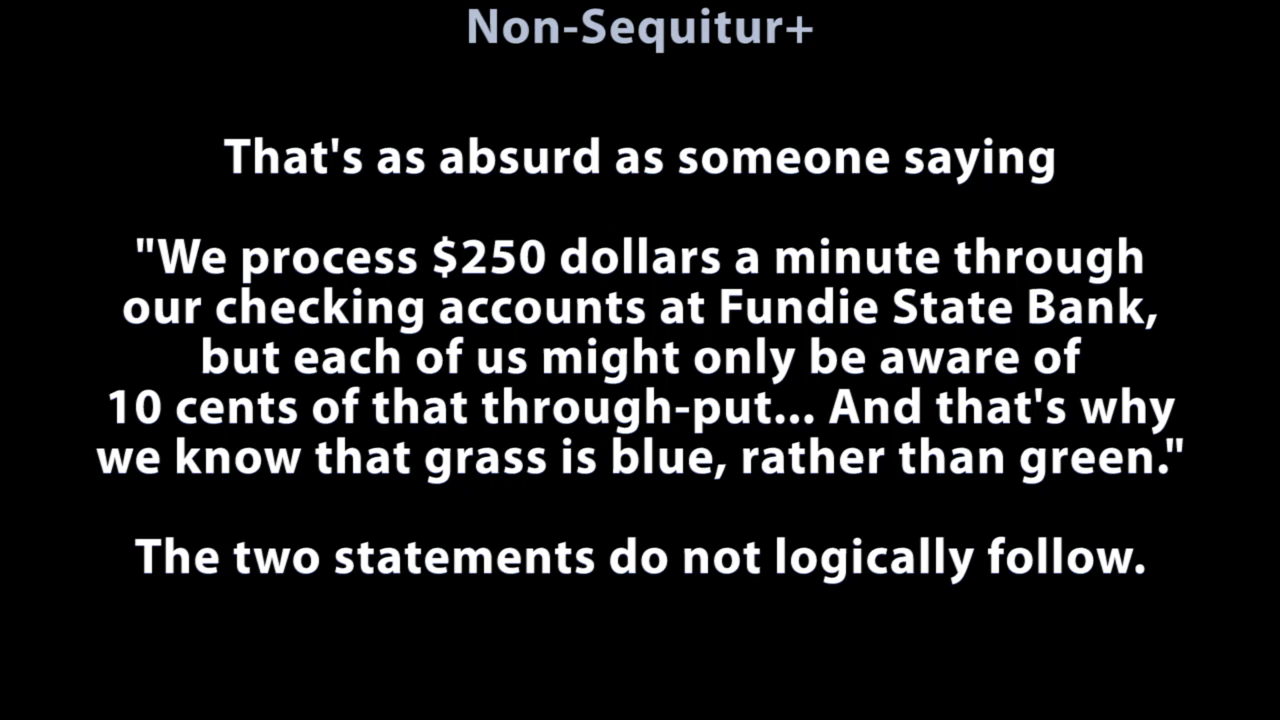 Non-Sequitur+
That's as absurd as someone saying
"We process $250 dollars a minute through
our checking accounts at Fundie State Bank,
but each of us might only be aware of
10 cents of that through-put... And that's why
we know that grass is blue, rather than green."
The two statements do not logically follow.